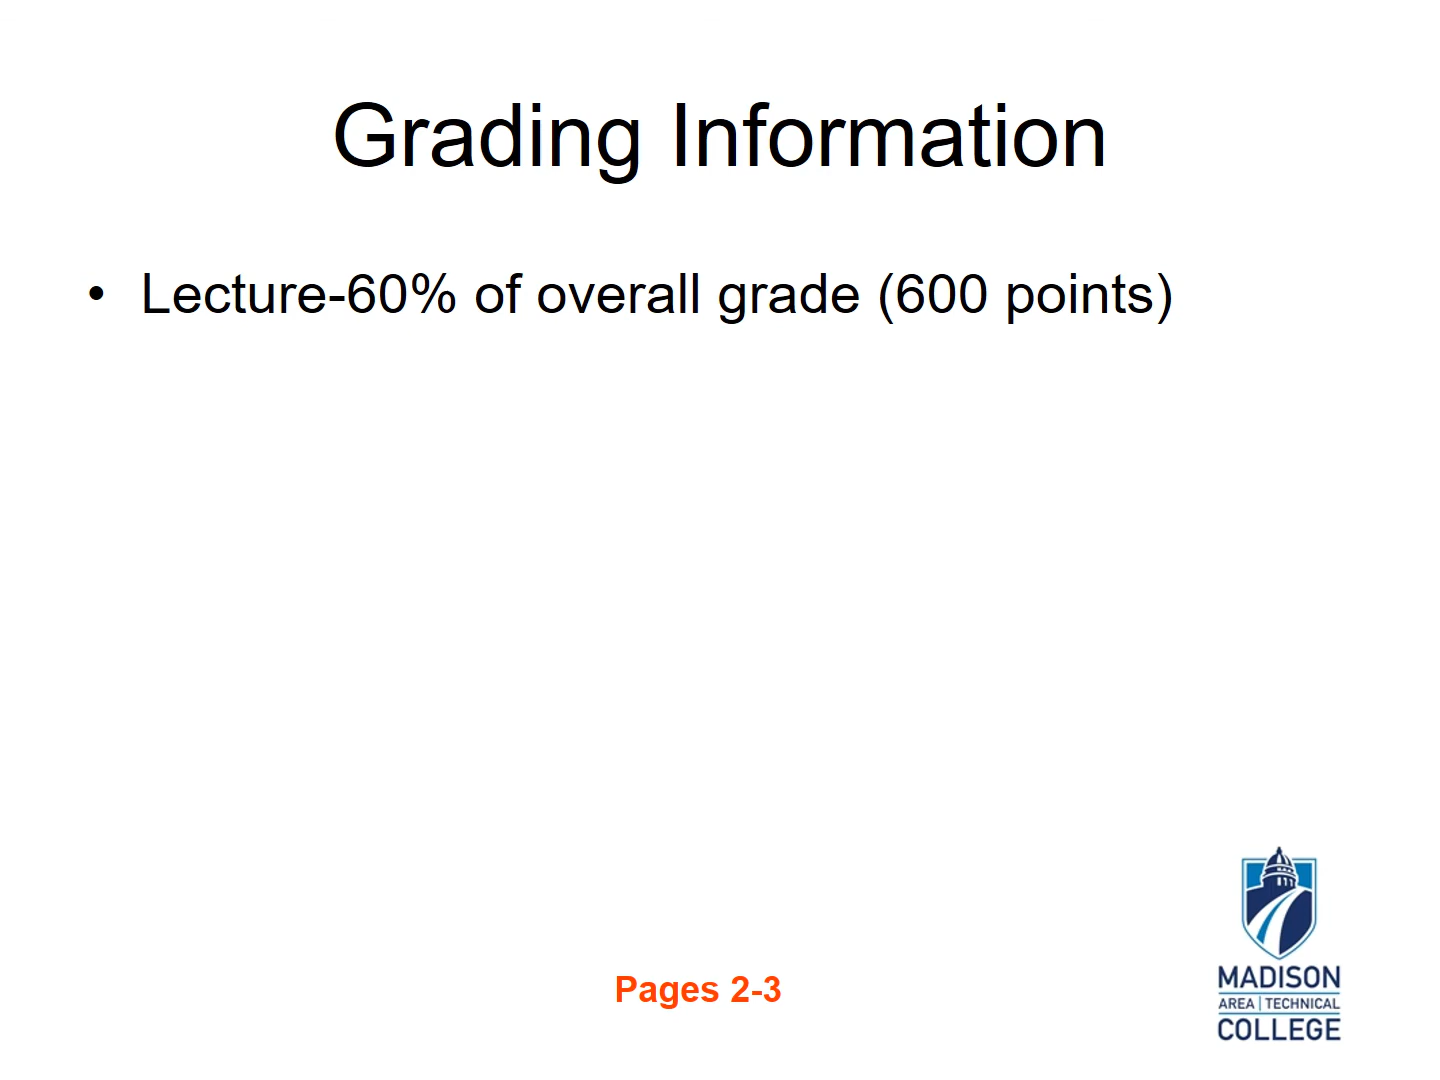 Grading Information
• Lecture-60% of overall grade (600 points)
Pages 2-3
MADISON
AREA | TECHNICAL
COLLEGE